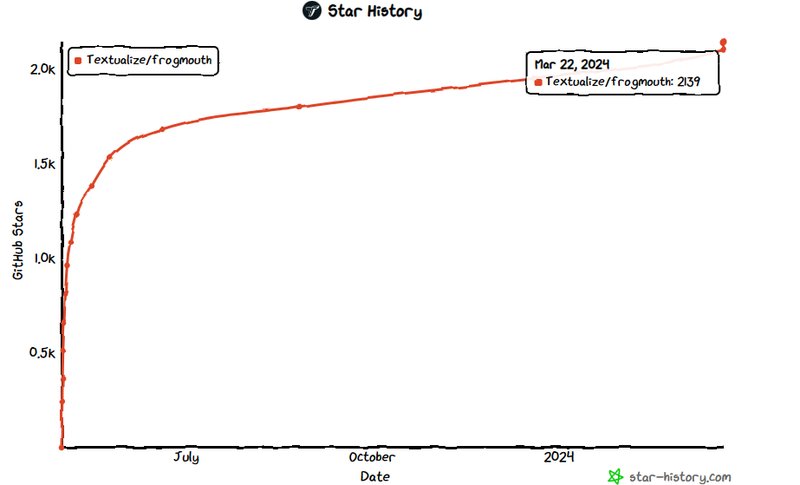 Star History
Textualize/frogmouth
Mar 22, 2024
Textualize/frogmouth: 2139
2.0k
1.5k
1.0k
0.5k
GitHub Stars
July
October
2024
Date
star-history.com